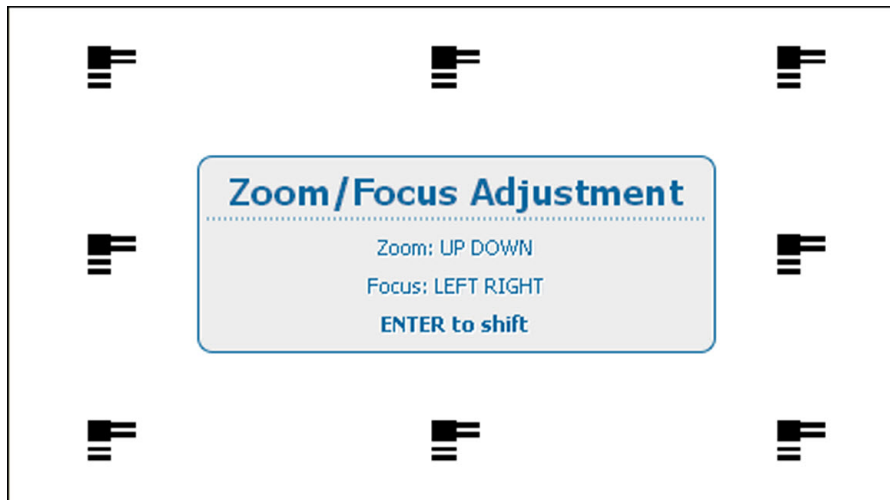 Zoom/Focus Adjustment
Zoom: UP DOWN
Focus: LEFT RIGHT
ENTER to shift